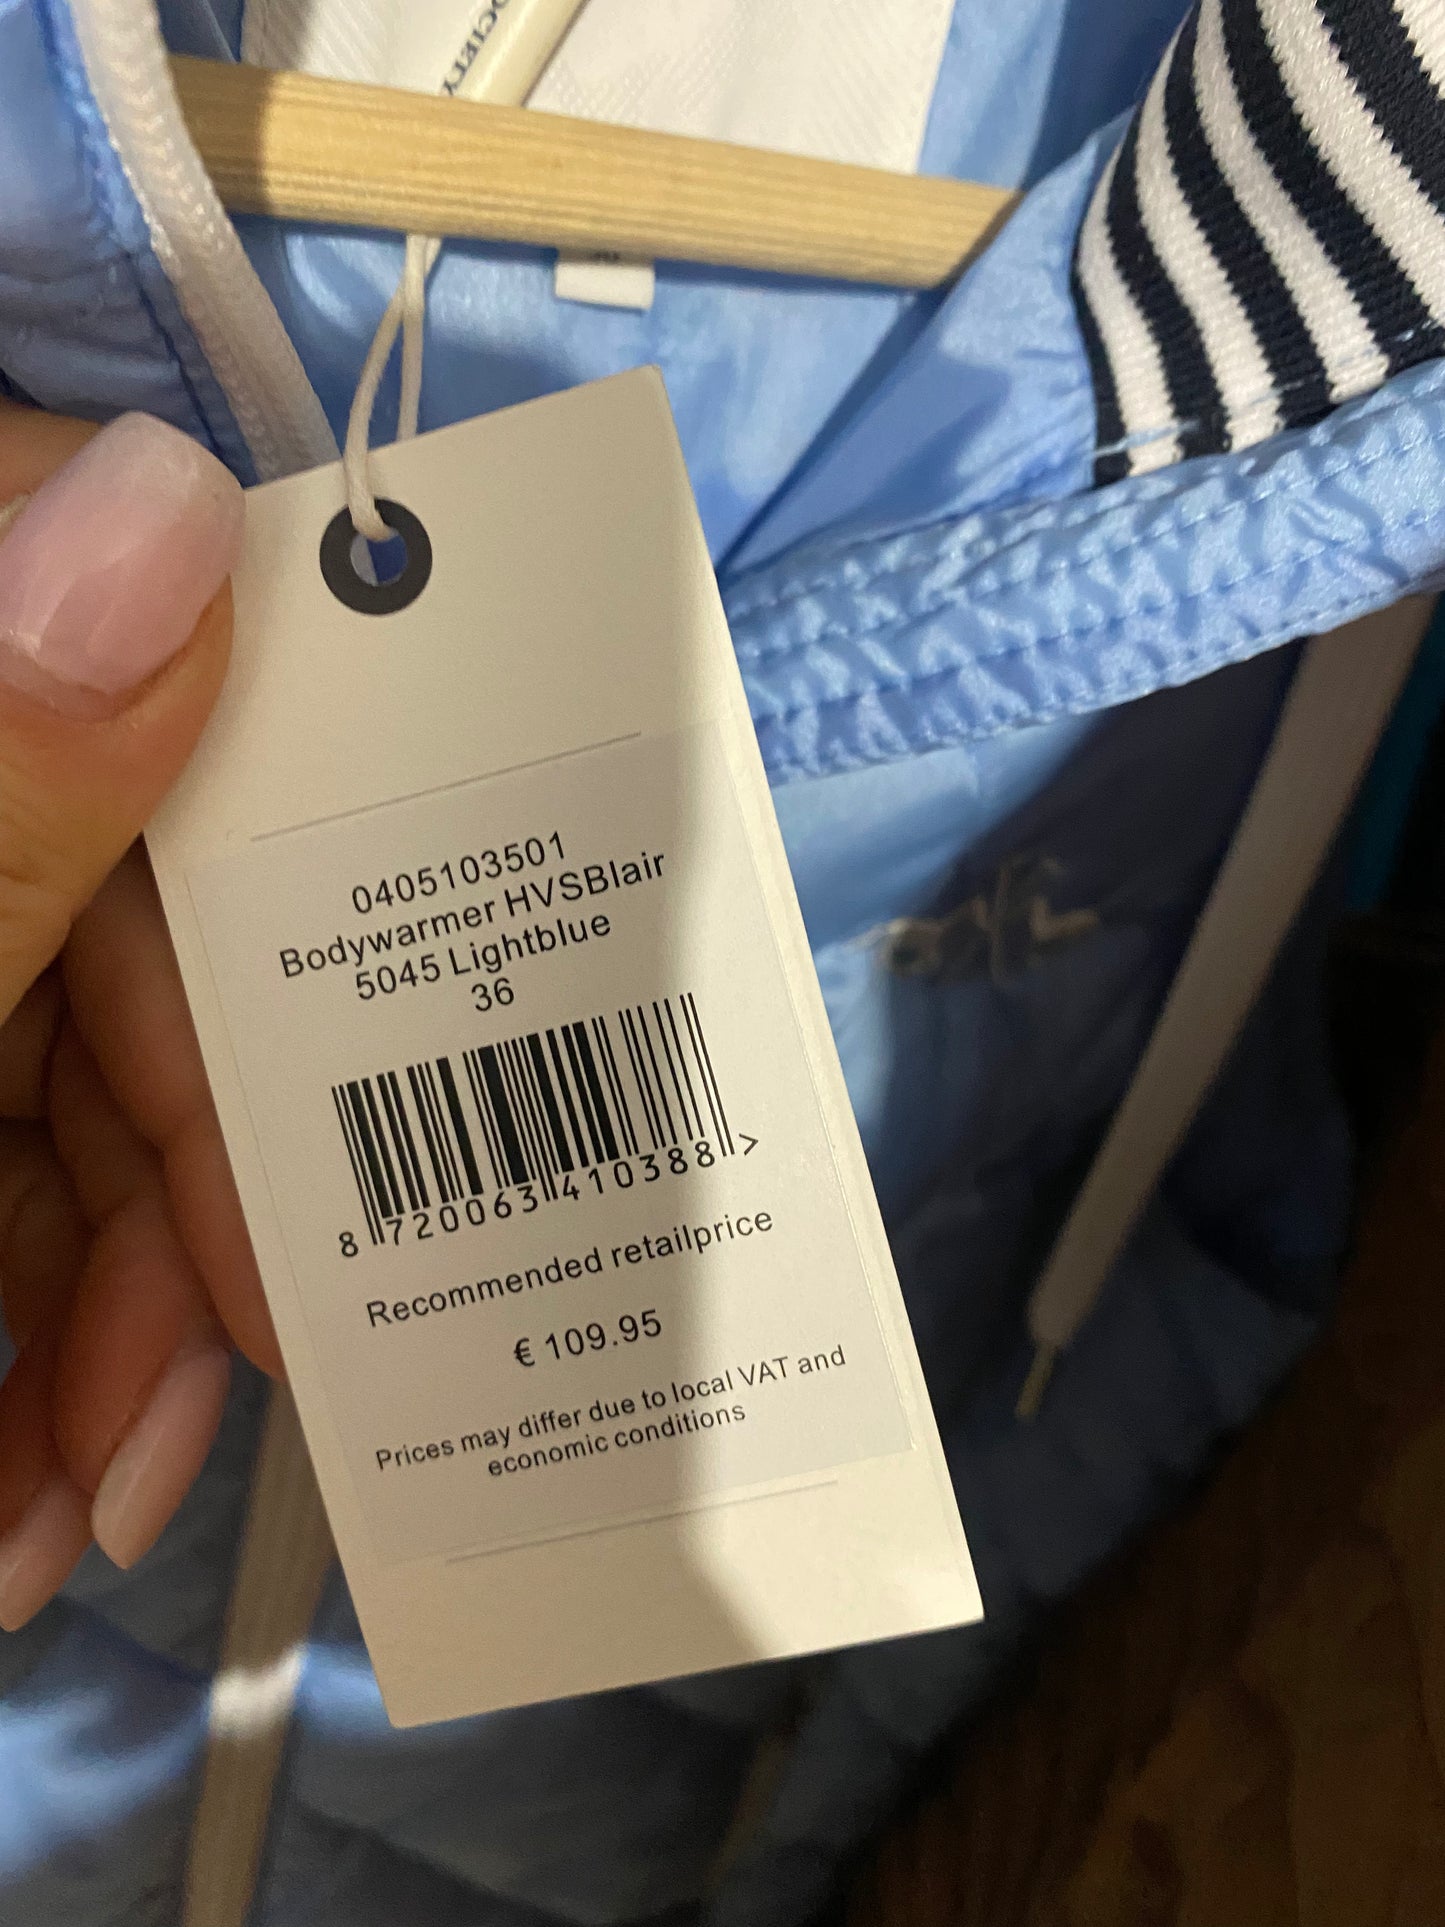 0405103501
Bodywarmer HVSBlair
5045 Lightblue
36
8 720063 410388 >
Recommended retailprice
€ 109.95
Prices may differ due to local VAT and
economic conditions